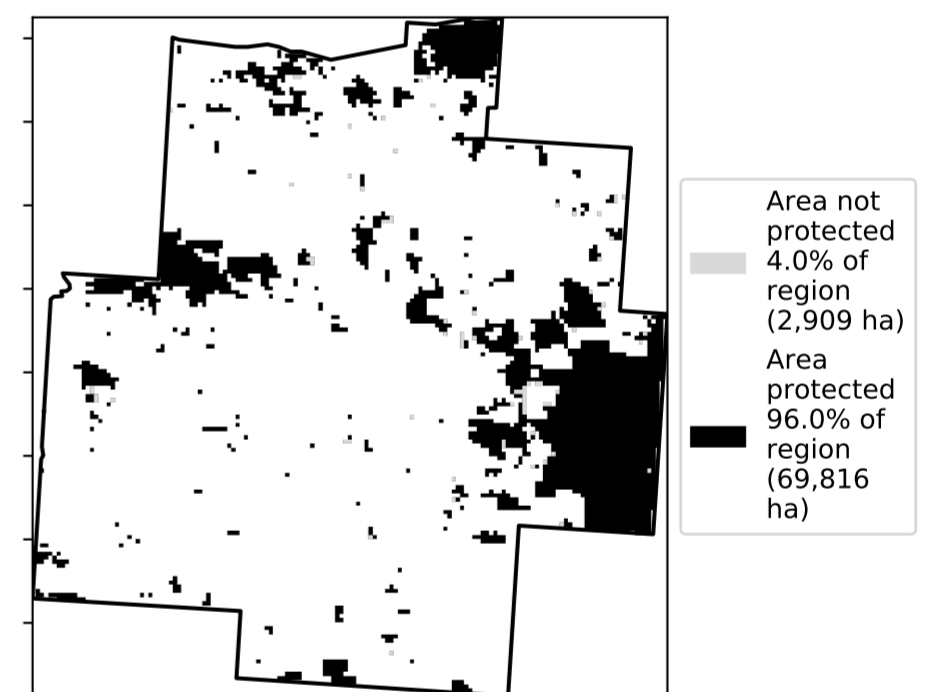 Area not
protected
4.0% of
region
(2,909 ha)
Area
protected
96.0% of
region
(69,816
ha)